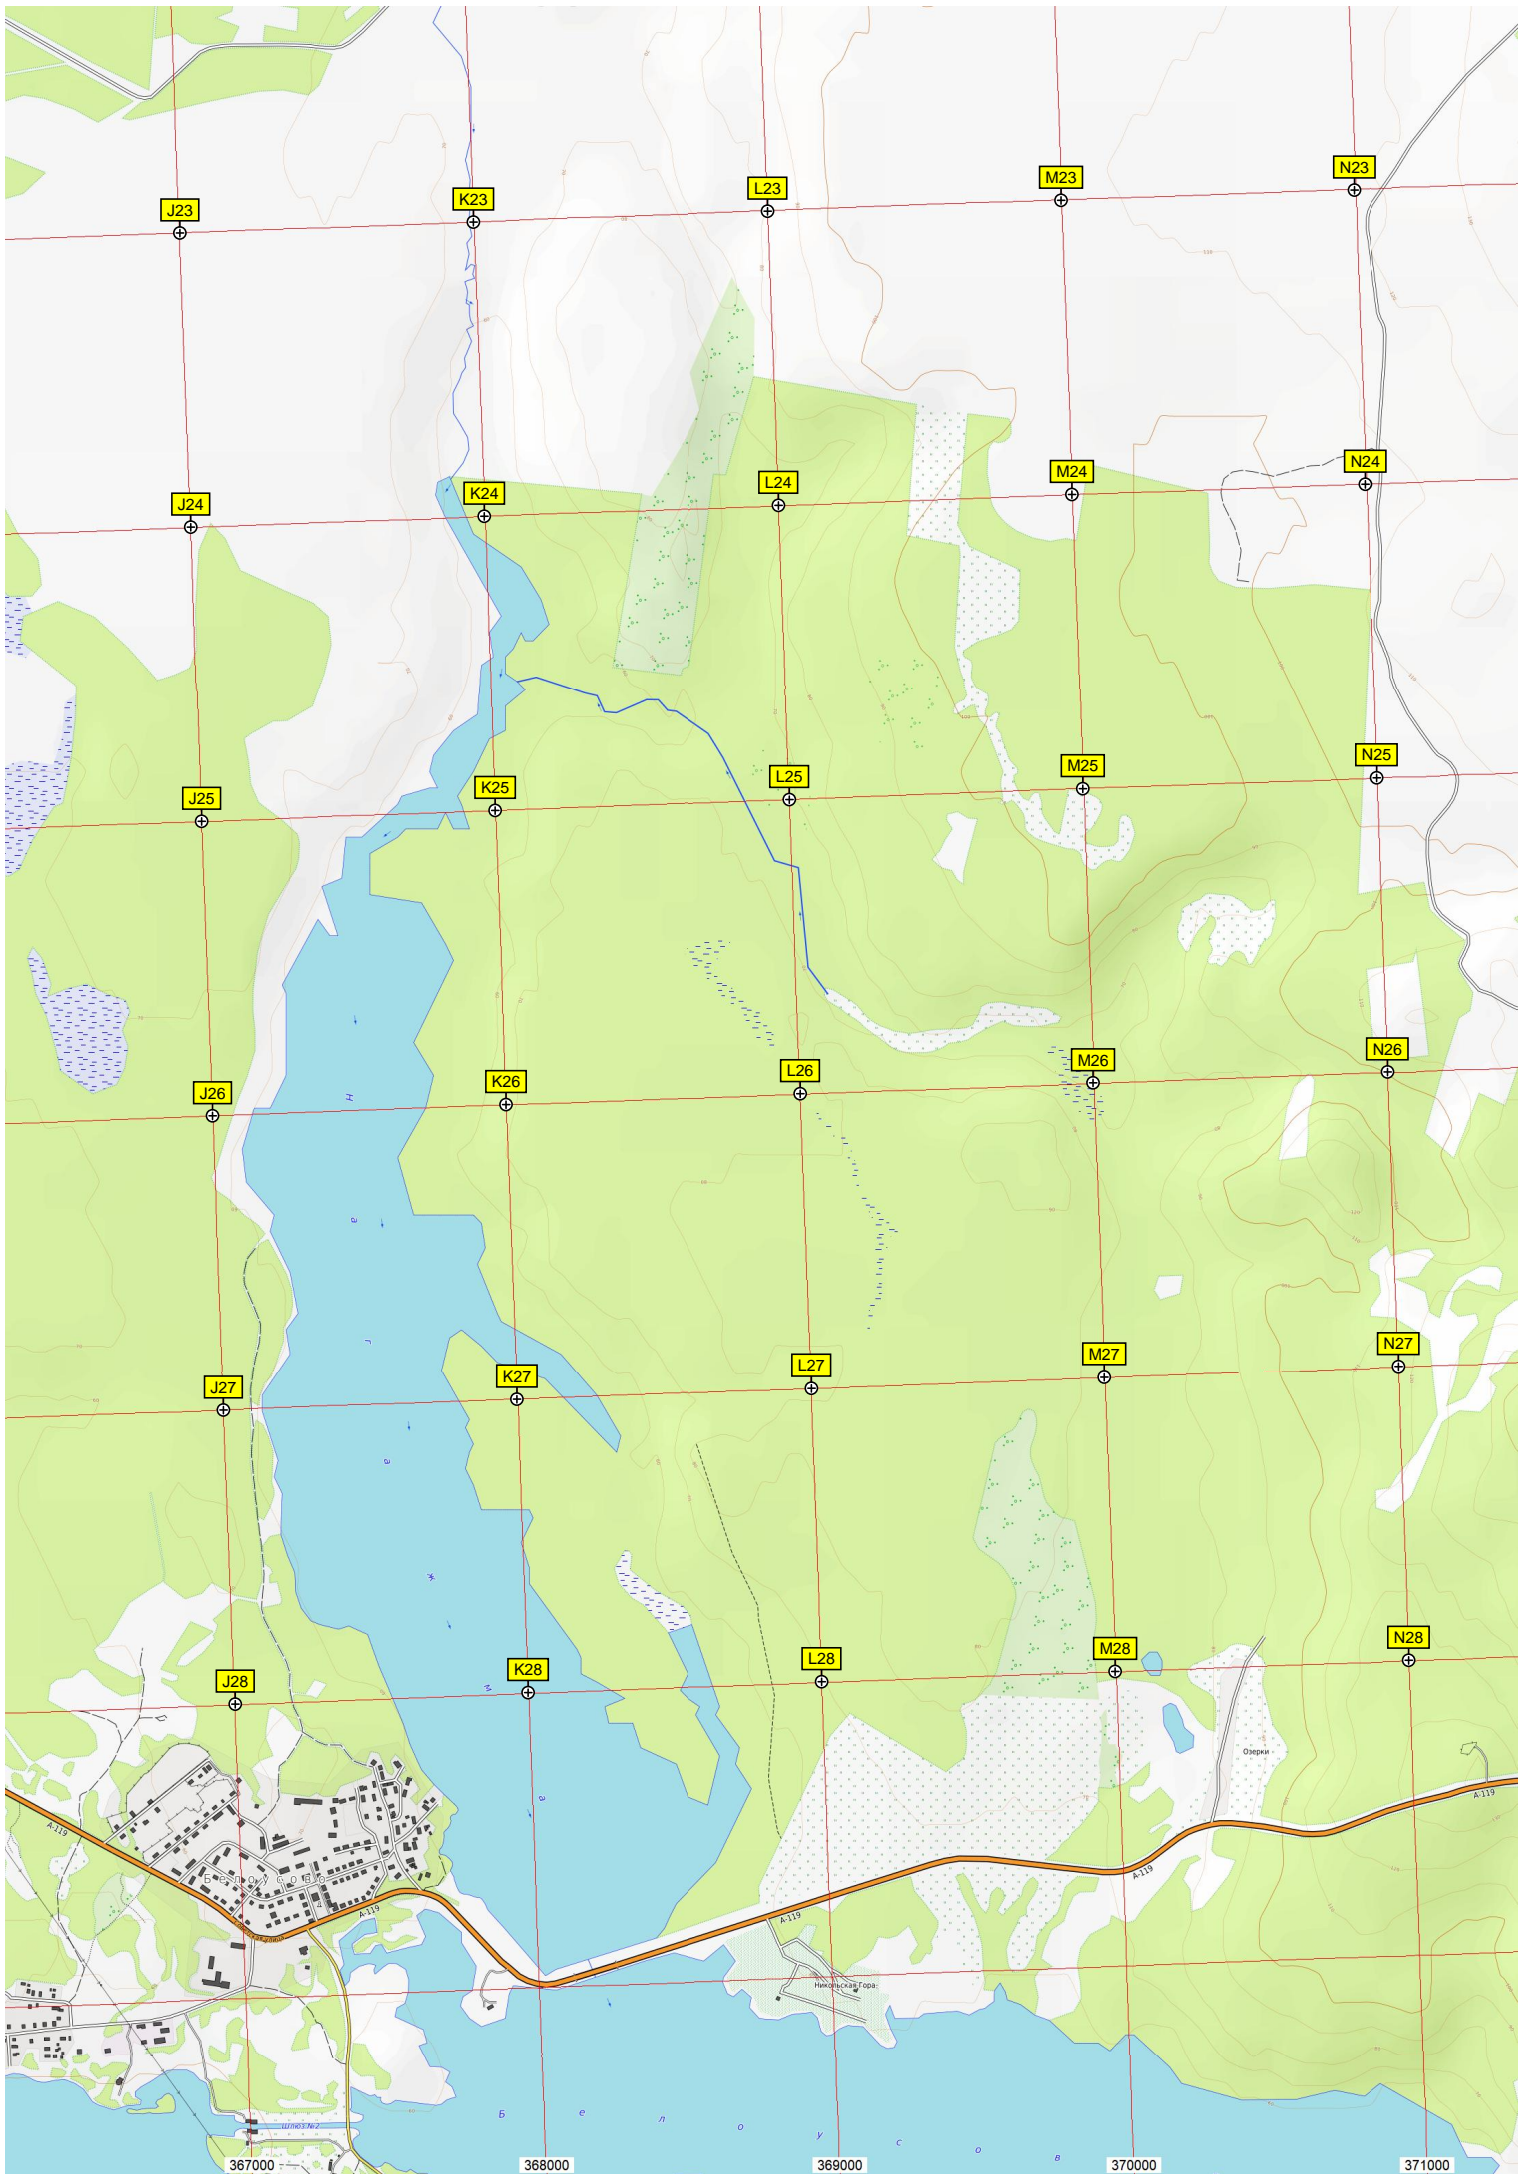 J23 K23 L23 M23 N23
J24 K24 L24 M24 N24
J25 K25 L25 M25 N25
J26 K26 L26 M26 N26
Н
а
г
а
J27 K27 L27 M27 N27
ж
J28 K28 L28 M28 N28
м
а
Озерки
А-119
А-119
А-119
Белоусово
А-119
А-119
Никольская Гора
Шлюз №2
Б е л о у с о в
367000 368000 369000 370000 371000